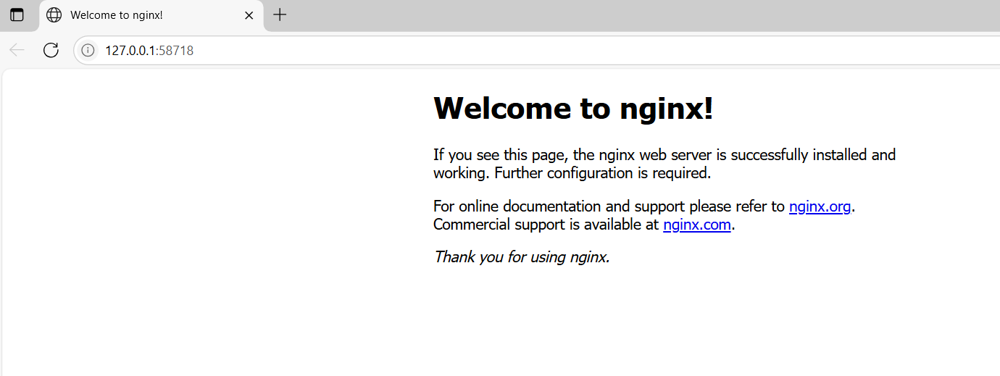 Welcome to nginx!
127.0.0.1:58718
Welcome to nginx!
If you see this page, the nginx web server is successfully installed and
working. Further configuration is required.
For online documentation and support please refer to nginx.org.
Commercial support is available at nginx.com.
Thank you for using nginx.